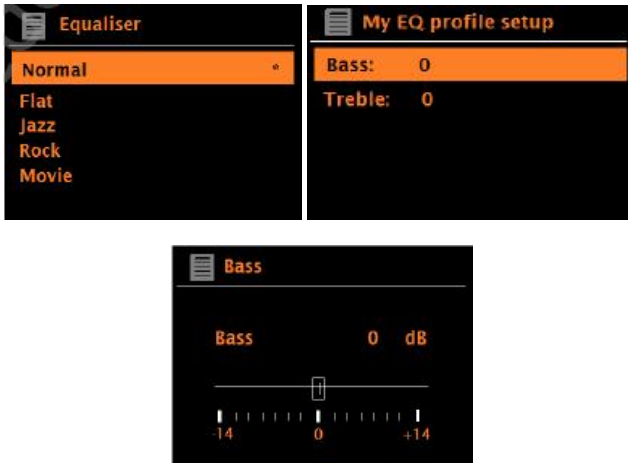 Equaliser
Normal
Flat
Jazz
Rock
Movie
My EQ profile setup
Bass: 0
Treble: 0
Bass
Bass 0 dB
-14 0 +14